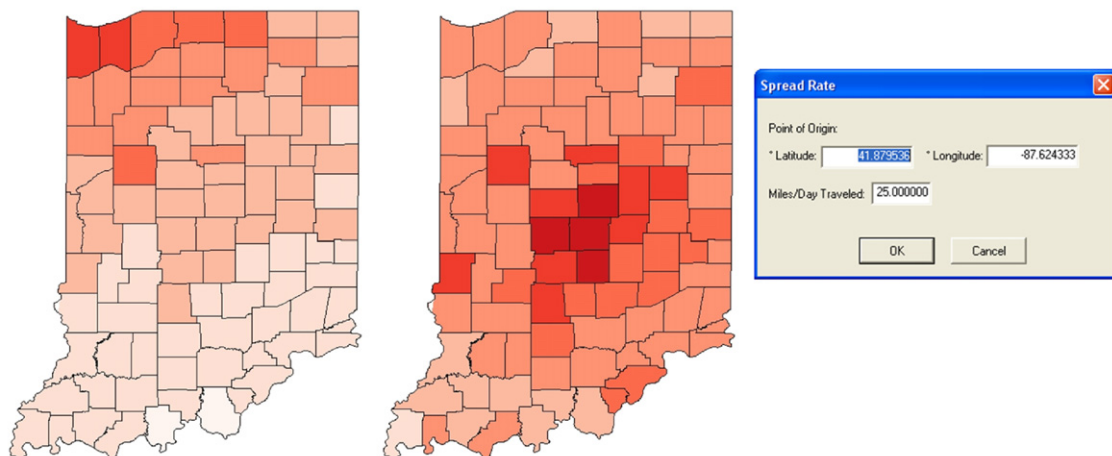 Spread Rate
Point of Origin:
* Latitude: 41.879536 * Longitude: -87.624333
Miles/Day Traveled: 25.000000
OK Cancel